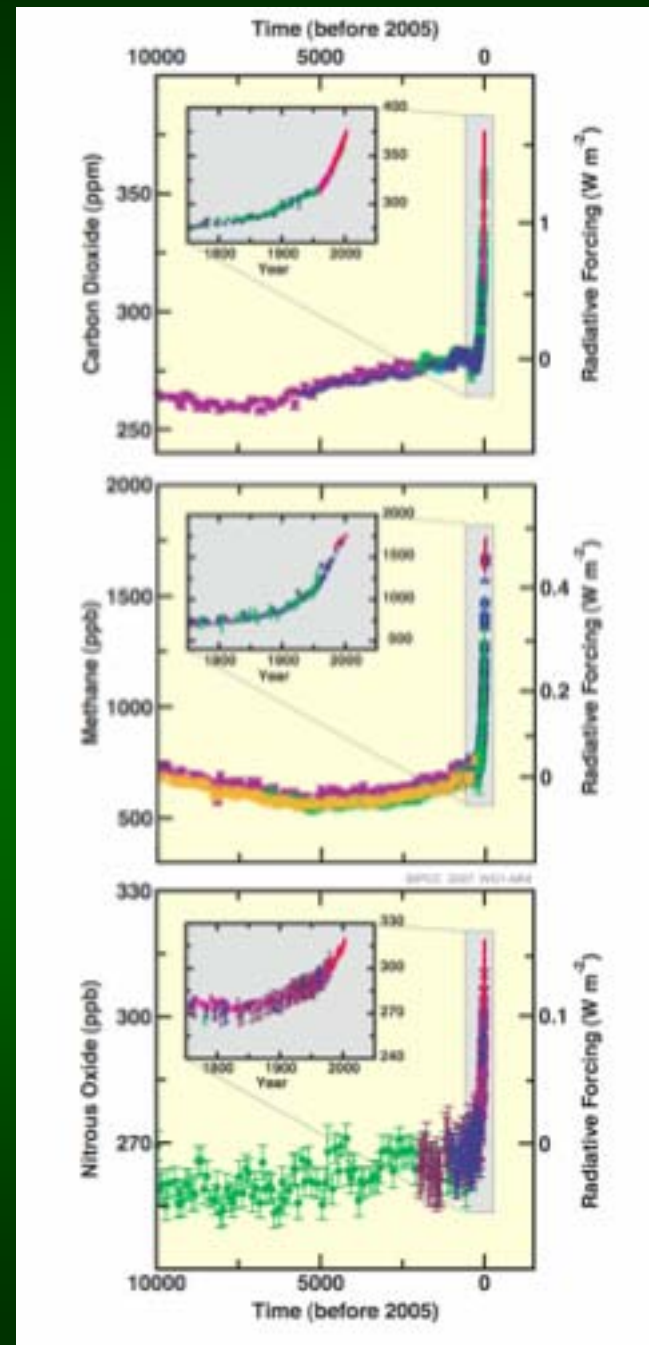 Time (before 2005)
10000 5000 0
Carbon Dioxide (ppm)
350
300
250
400
350
300
1800 1900 2000
Year
1
0
Radiative Forcing (W m-2)
Methane (ppb)
2000
1500
1000
500
2000
1500
1000
500
1800 1900 2000
Year
0.4
0.2
0
Radiative Forcing (W m-2)
©IPCC 2007: WG1-AR4
Nitrous Oxide (ppb)
330
300
270
330
300
270
240
1800 1900 2000
Year
0.1
0
Radiative Forcing (W m-2)
10000 5000 0
Time (before 2005)